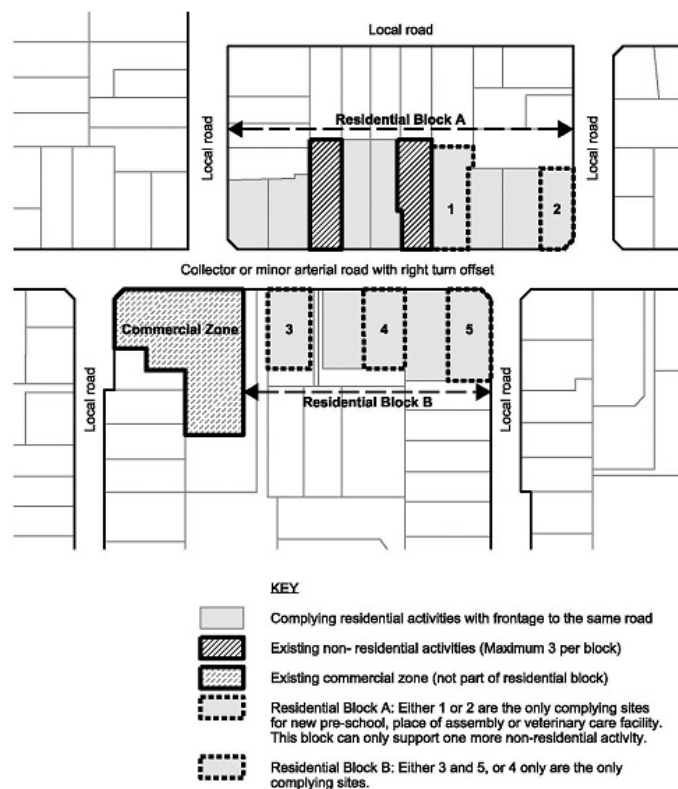 Local road
Residential Block A
Local road
Local road
1
2
Collector or minor arterial road with right turn offset
Commercial Zone
3
4
5
Local road
Residential Block B
Local road
KEY
Complying residential activities with frontage to the same road
Existing non- residential activities (Maximum 3 per block)
Existing commercial zone (not part of residential block)
Residential Block A: Either 1 or 2 are the only complying sites
for new pre-school, place of assembly or veterinary care facility.
This block can only support one more non-residential activity.
Residential Block B: Either 3 and 5, or 4 only are the only
complying sites.